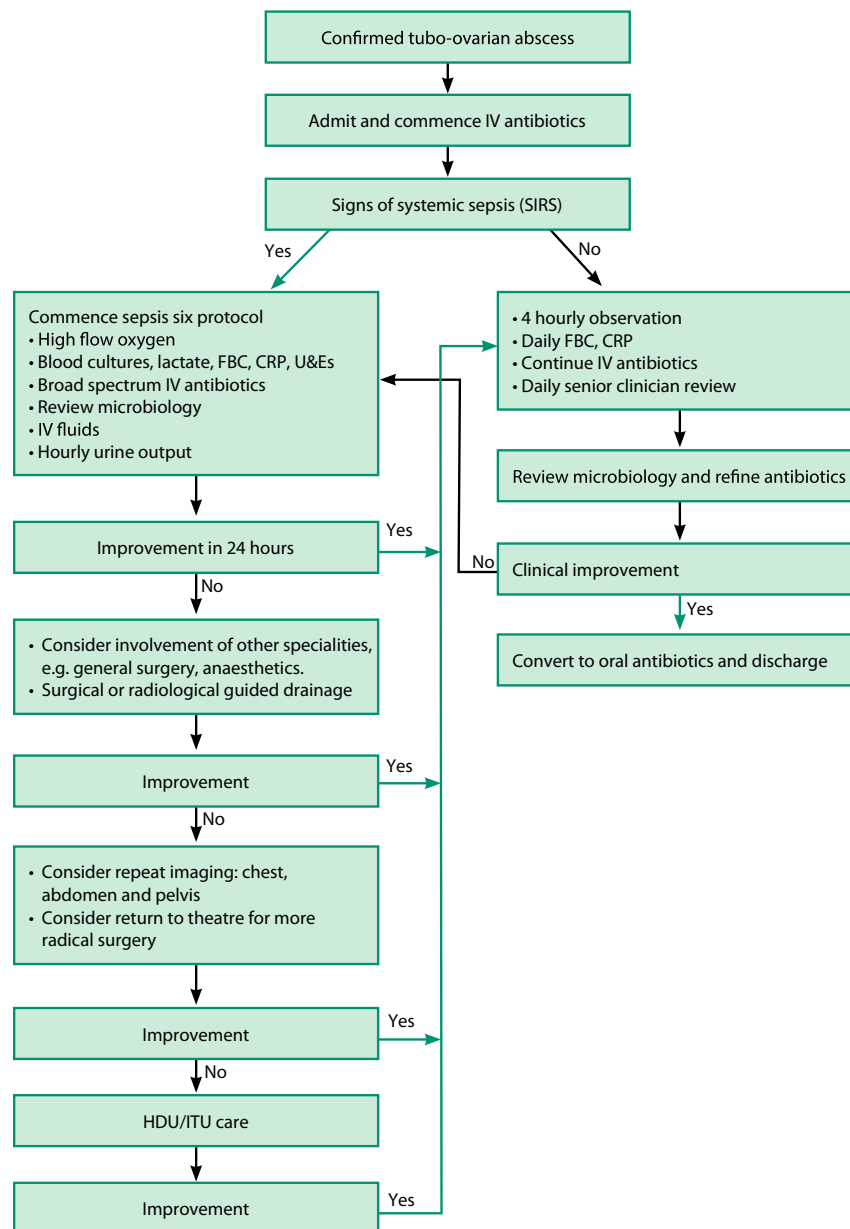 Confirmed tubo-ovarian abscess
Admit and commence IV antibiotics
Signs of systemic sepsis (SIRS)
Yes
No
Commence sepsis six protocol
• High flow oxygen
• Blood cultures, lactate, FBC, CRP, U&Es
• Broad spectrum IV antibiotics
• Review microbiology
• IV fluids
• Hourly urine output
• 4 hourly observation
• Daily FBC, CRP
• Continue IV antibiotics
• Daily senior clinician review
Review microbiology and refine antibiotics
Improvement in 24 hours
Yes
No
Clinical improvement
No
Yes
Convert to oral antibiotics and discharge
• Consider involvement of other specialities,
e.g. general surgery, anaesthetics.
• Surgical or radiological guided drainage
Improvement
Yes
No
• Consider repeat imaging: chest,
abdomen and pelvis
• Consider return to theatre for more
radical surgery
Improvement
Yes
No
HDU/ITU care
Improvement
Yes